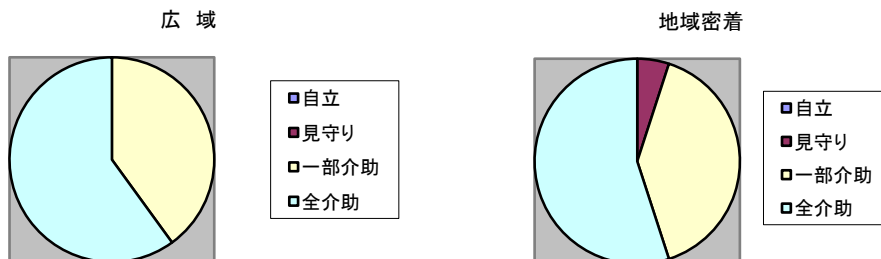 広 域
自立
見守り
一部介助
全介助
地域密着
自立
見守り
一部介助
全介助